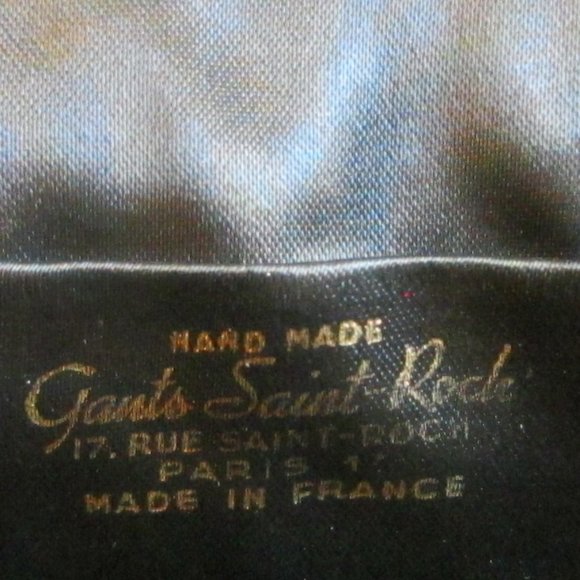 HAND MADE
Gants Saint-Roch
17, RUE SAINT-ROCH
PARIS 1
MADE IN FRANCE